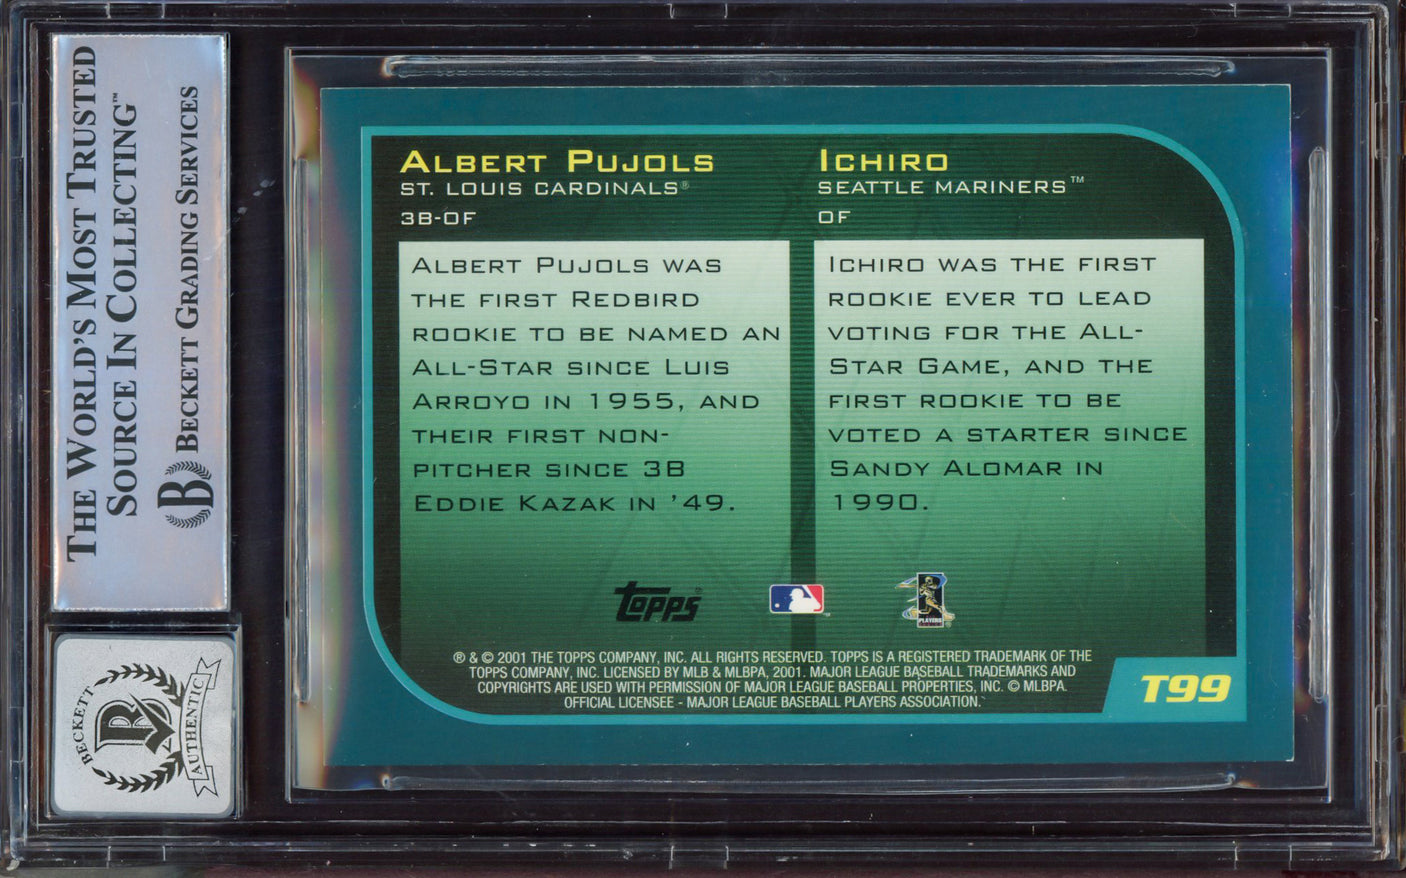 THE WORLD'S MOST TRUSTED
SOURCE IN COLLECTING™
BECKETT GRADING SERVICES
B
BECKETT
B
AUTHENTIC
ALBERT PUJOLS
ST. LOUIS CARDINALS®
3B-OF
ALBERT PUJOLS WAS
THE FIRST REDBIRD
ROOKIE TO BE NAMED AN
ALL-STAR SINCE LUIS
ARROYO IN 1955, AND
THEIR FIRST NON-
PITCHER SINCE 3B
EDDIE KAZAK IN '49.
ICHIRO
SEATTLE MARINERS™
OF
ICHIRO WAS THE FIRST
ROOKIE EVER TO LEAD
VOTING FOR THE ALL-
STAR GAME, AND THE
FIRST ROOKIE TO BE
VOTED A STARTER SINCE
SANDY ALOMAR IN
1990.
topps®
PLAYERS
® & © 2001 THE TOPPS COMPANY, INC. ALL RIGHTS RESERVED. TOPPS IS A REGISTERED TRADEMARK OF THE
TOPPS COMPANY, INC. LICENSED BY MLB & MLBPA, 2001. MAJOR LEAGUE BASEBALL TRADEMARKS AND
COPYRIGHTS ARE USED WITH PERMISSION OF MAJOR LEAGUE BASEBALL PROPERTIES, INC. © MLBPA.
OFFICIAL LICENSEE - MAJOR LEAGUE BASEBALL PLAYERS ASSOCIATION.
T99